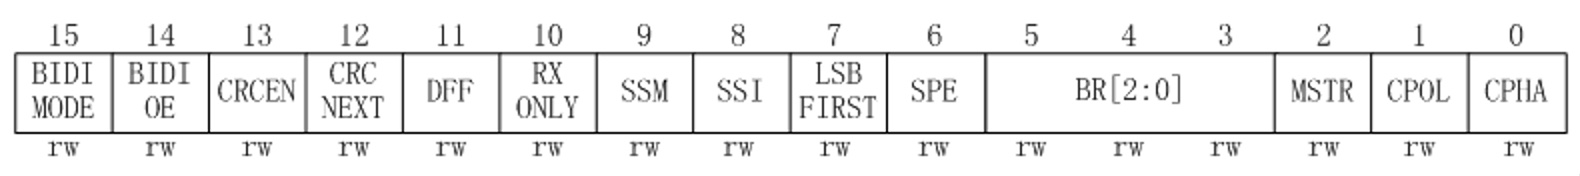 15 14 13 12 11 10 9 8 7 6 5 4 3 2 1 0
BIDI MODE BIDI OE CRCEN CRC NEXT DFF RX ONLY SSM SSI LSB FIRST SPE BR[2:0] MSTR CPOL CPHA
rw rw rw rw rw rw rw rw rw rw rw rw rw rw rw rw